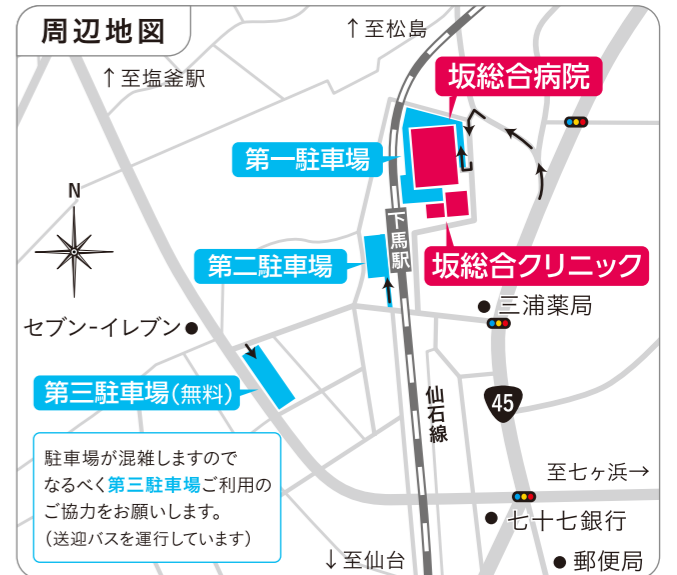 周辺地図
↑至松島
↑至塩釜駅
坂総合病院
第一駐車場
N
下馬駅
第二駐車場
坂総合クリニック
●三浦薬局
セブン-イレブン●
第三駐車場(無料)
仙石線
45
駐車場が混雑しますので
なるべく第三駐車場ご利用の
ご協力をお願いします。
(送迎バスを運行しています)
至七ヶ浜→
●七十七銀行
↓至仙台
●郵便局